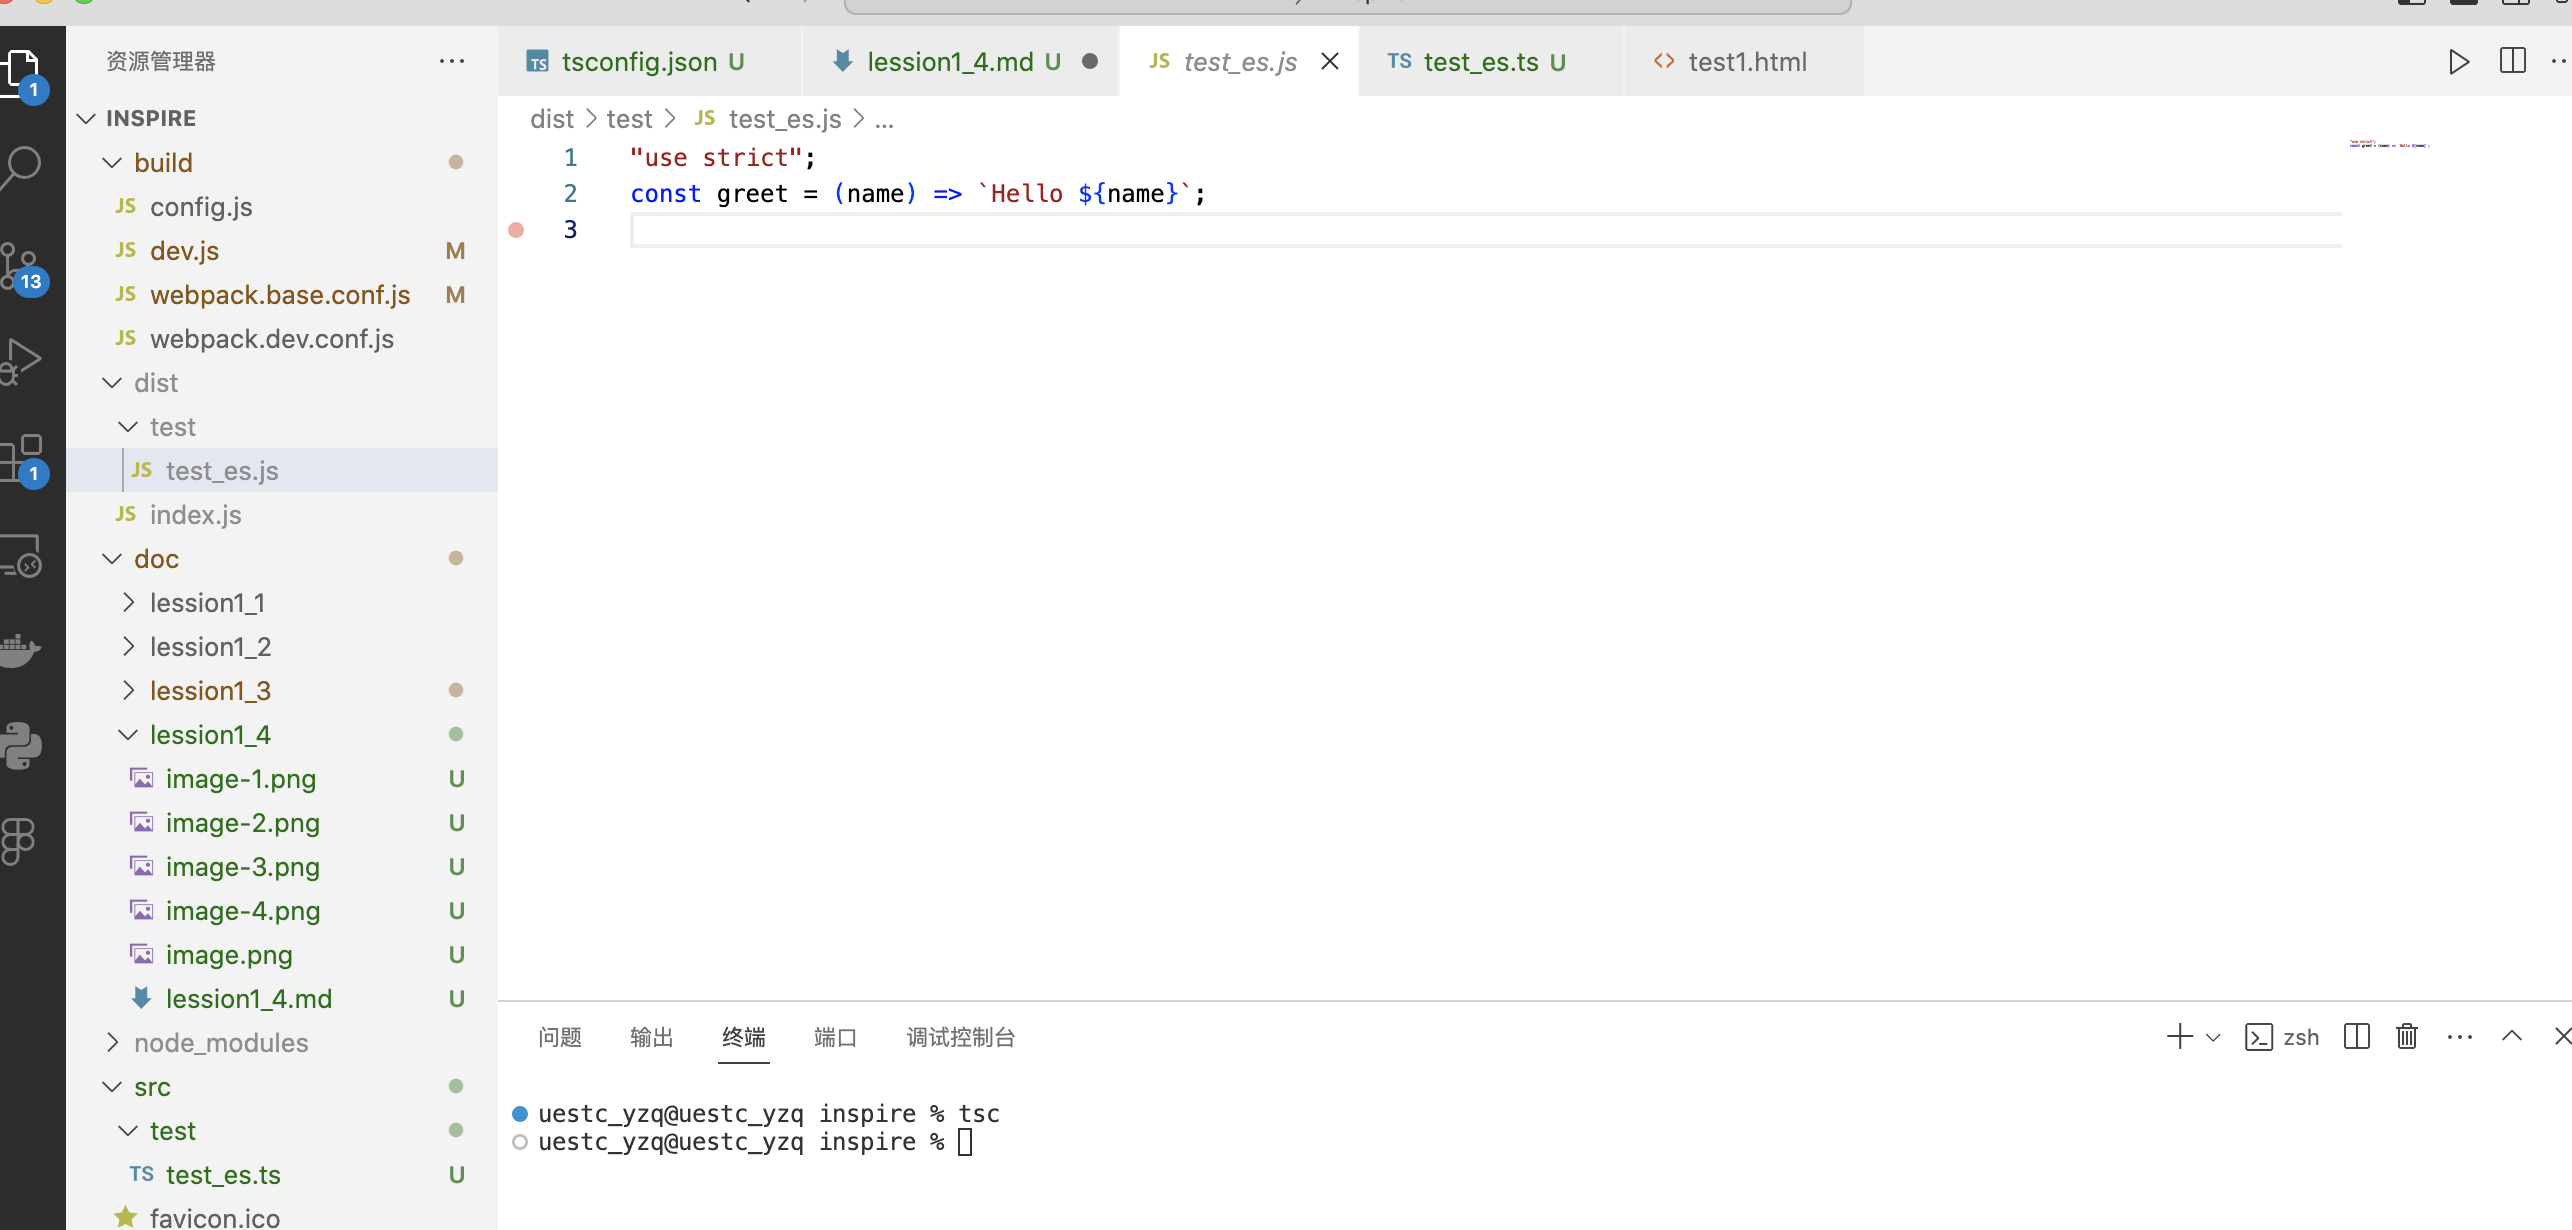 资源管理器
INSPIRE
build
JS config.js
JS dev.js M
JS webpack.base.conf.js M
JS webpack.dev.conf.js
dist
test
JS test_es.js
JS index.js
doc
lession1_1
lession1_2
lession1_3
lession1_4
image-1.png U
image-2.png U
image-3.png U
image-4.png U
image.png U
lession1_4.md U
node_modules
src
test
TS test_es.ts U
favicon.ico
1
13
1
TS tsconfig.json U
lession1_4.md U
JS test_es.js
TS test_es.ts U
test1.html
dist > test > JS test_es.js > ...
1 "use strict";
2 const greet = (name) => `Hello ${name}`;
3
问题 输出 终端 端口 调试控制台
zsh
uestc_yzq@uestc_yzq inspire % tsc
uestc_yzq@uestc_yzq inspire %